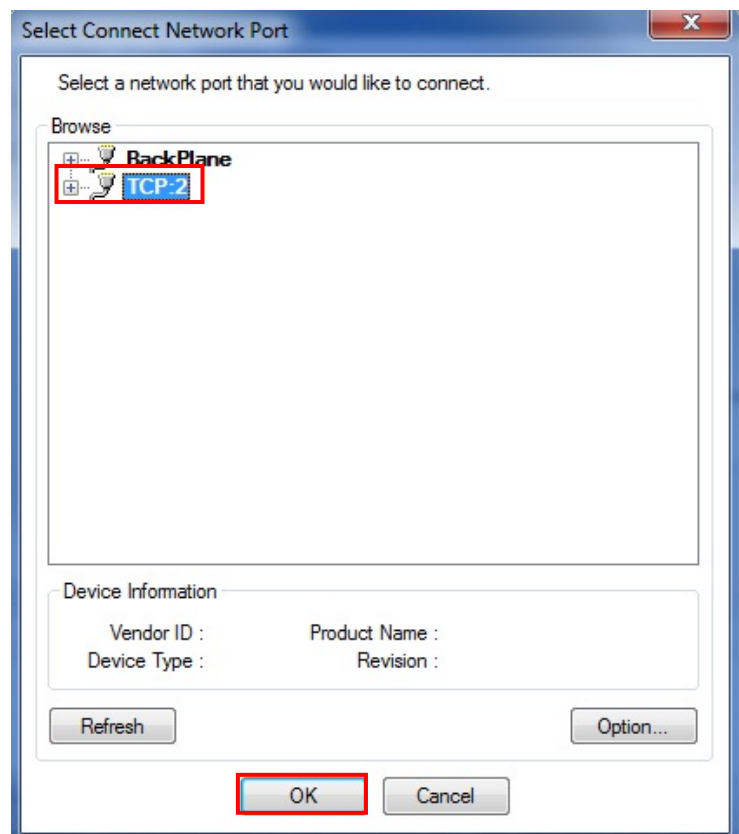 Select Connect Network Port
X
Select a network port that you would like to connect.
Browse
BackPlane
TCP:2
Device Information
Vendor ID : Product Name :
Device Type : Revision :
Refresh Option...
OK Cancel